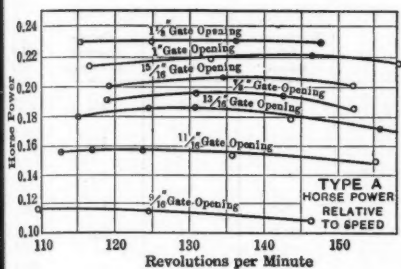 0,24
0,22
0,20
0,18
0,16
0,14
0,12
0,10
Horse Power
1 1/8" Gate Opening
1" Gate Opening
15/16" Gate Opening
7/8" Gate Opening
13/16" Gate Opening
11/16" Gate Opening
9/16" Gate Opening
TYPE A
HORSE POWER
RELATIVE
TO SPEED
110 120 130 140 150
Revolutions per Minute